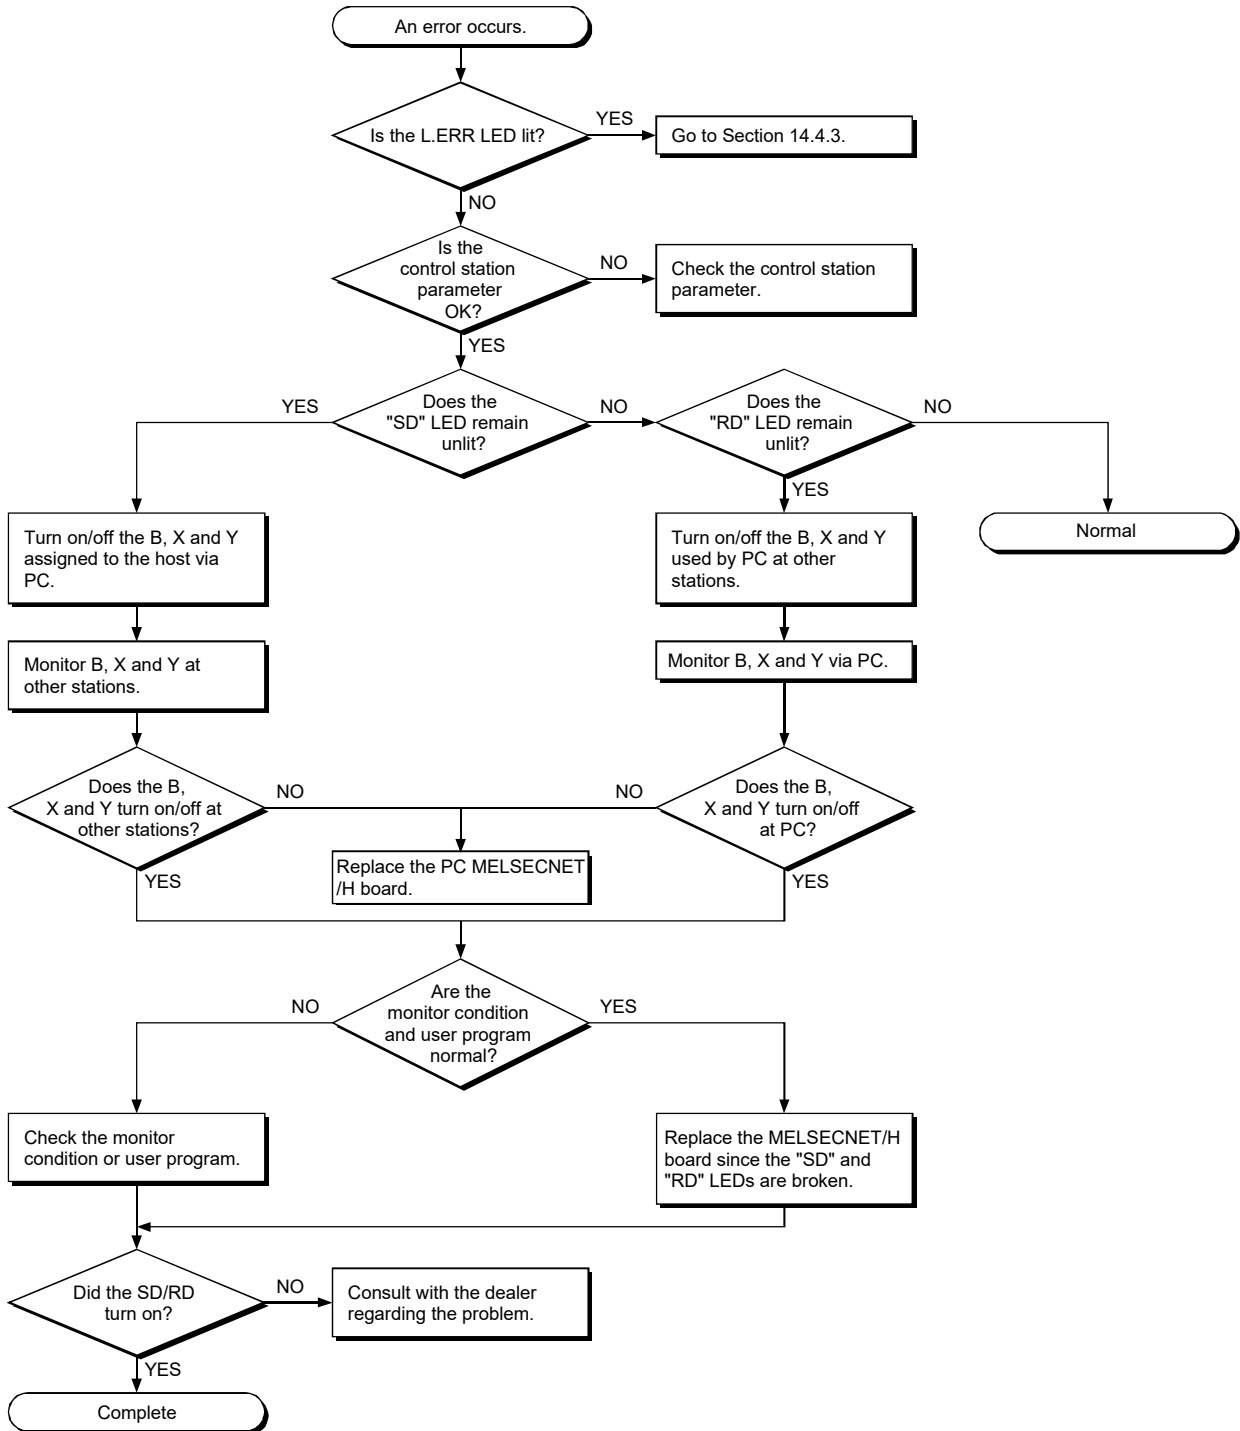 An error occurs.
Is the L.ERR LED lit?
YES
Go to Section 14.4.3.
NO
Is the
control station
parameter
OK?
NO
Check the control station
parameter.
YES
Does the
"SD" LED remain
unlit?
YES
NO
Does the
"RD" LED remain
unlit?
NO
YES
Turn on/off the B, X and Y
assigned to the host via
PC.
Turn on/off the B, X and Y
used by PC at other
stations.
Normal
Monitor B, X and Y at
other stations.
Monitor B, X and Y via PC.
Does the B,
X and Y turn on/off at
other stations?
NO
NO
Does the B,
X and Y turn on/off
at PC?
YES
Replace the PC MELSECNET
/H board.
YES
Are the
monitor condition
and user program
normal?
NO
YES
Check the monitor
condition or user program.
Replace the MELSECNET/H
board since the "SD" and
"RD" LEDs are broken.
Did the SD/RD
turn on?
NO
Consult with the dealer
regarding the problem.
YES
Complete